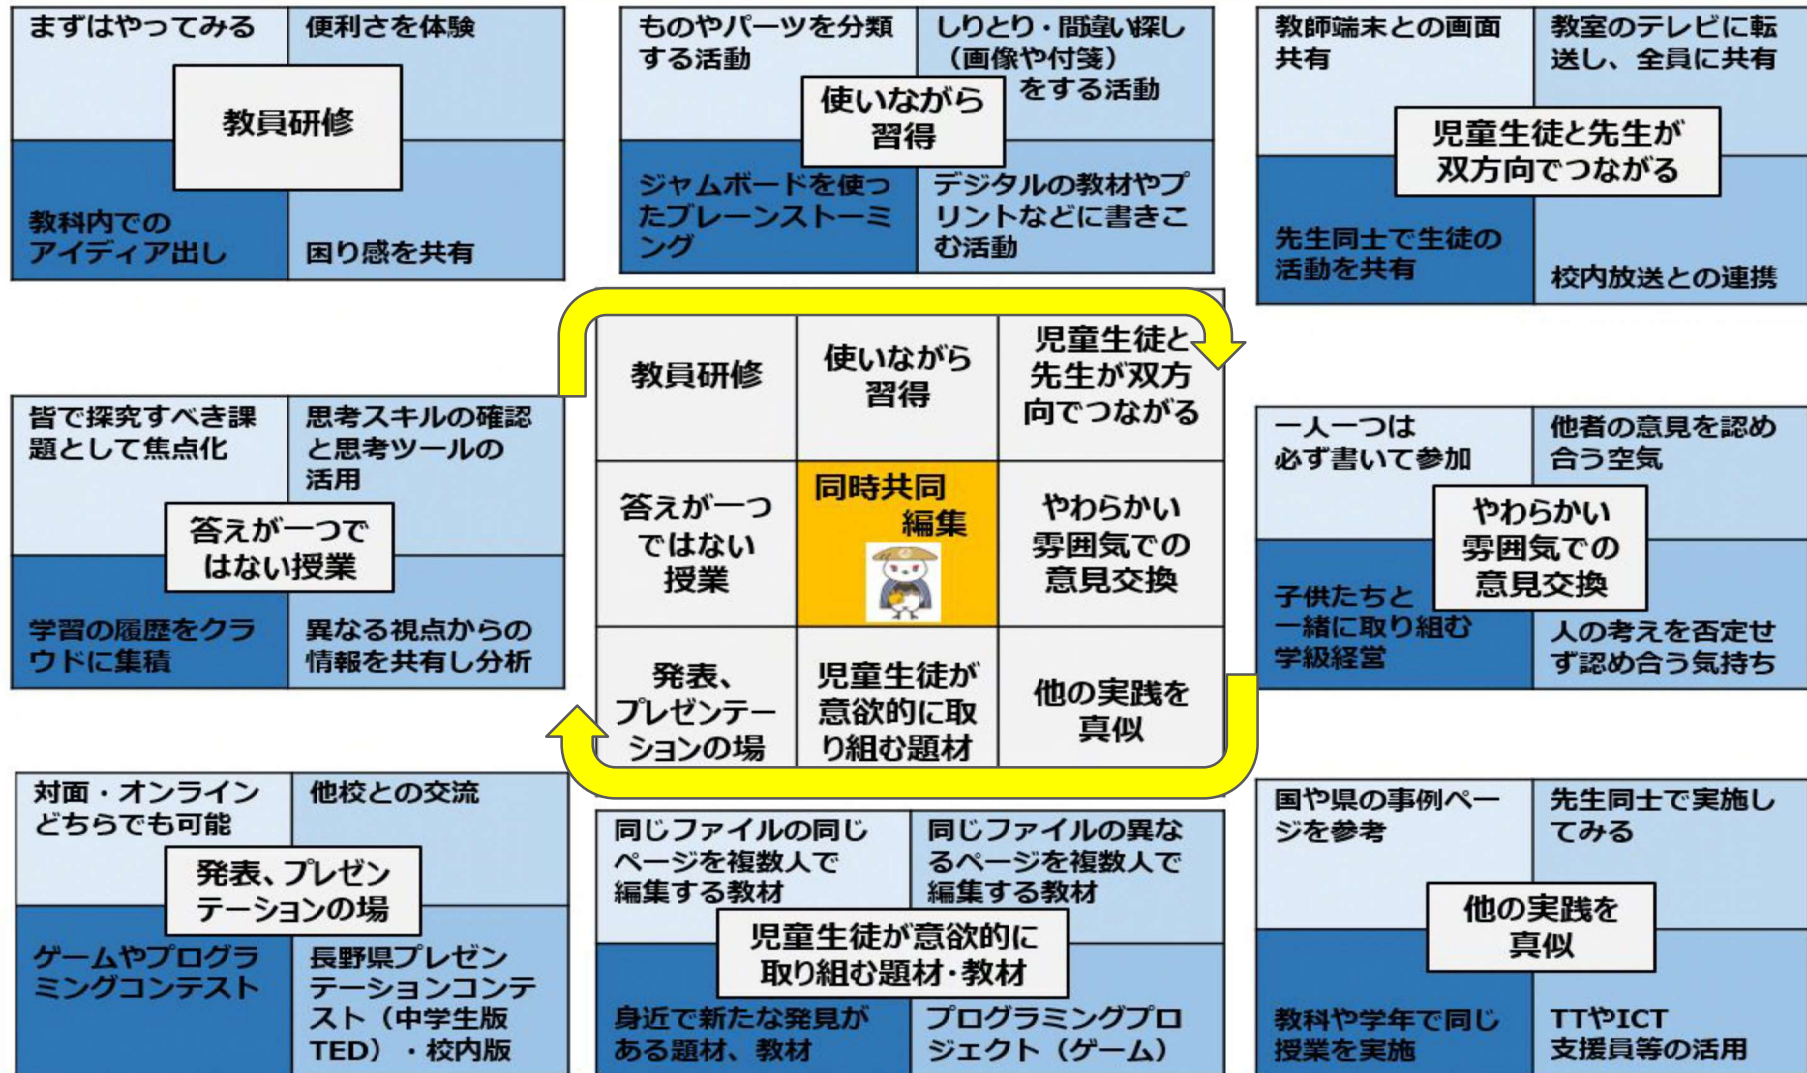 まずはやってみる
便利さを体験
教員研修
教科内での
アイディア出し
困り感を共有
ものやパーツを分類
する活動
しりとり・間違い探し
（画像や付箋）
をする活動
使いながら
習得
ジャムボードを使っ
たブレーンストーミ
ング
デジタルの教材やプ
リントなどに書きこ
む活動
教師端末との画面
共有
教室のテレビに転
送し、全員に共有
児童生徒と先生が
双方向でつながる
先生同士で生徒の
活動を共有
校内放送との連携
皆で探究すべき課
題として焦点化
思考スキルの確認
と思考ツールの
活用
答えが一つで
はない授業
学習の履歴をクラ
ウドに集積
異なる視点からの
情報を共有し分析
教員研修
使いながら
習得
児童生徒と
先生が双方
向でつながる
答えが一つ
ではない
授業
同時共同
編集
やわらかい
雰囲気での
意見交換
発表、
プレゼンテー
ションの場
児童生徒が
意欲的に取
り組む題材
他の実践を
真似
一人一つは
必ず書いて参加
他者の意見を認め
合う空気
やわらかい
雰囲気での
意見交換
子供たちと
一緒に取り組む
学級経営
人の考えを否定せ
ず認め合う気持ち
対面・オンライン
どちらでも可能
他校との交流
発表、プレゼン
テーションの場
ゲームやプログラ
ミングコンテスト
長野県プレゼン
テーションコンテ
スト（中学生版
TED）・校内版
同じファイルの同じ
ページを複数人で
編集する教材
同じファイルの異な
るページを複数人で
編集する教材
児童生徒が意欲的に
取り組む題材・教材
身近で新たな発見が
ある題材、教材
プログラミングプロ
ジェクト（ゲーム）
国や県の事例ペー
ジを参考
先生同士で実施し
てみる
他の実践を
真似
教科や学年で同じ
授業を実施
TTやICT
支援員等の活用